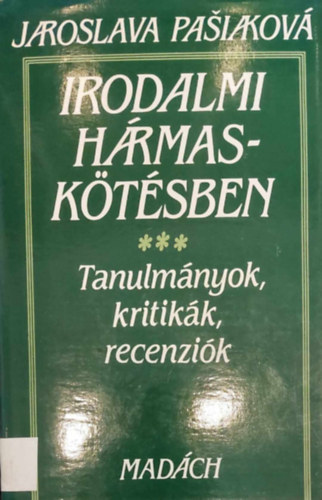 JAROSLAVA PAŠIAKOVÁ
IRODALMI
HÁRMAS-
KÖTÉSBEN
***
Tanulmányok,
kritikák,
recenziók
MADÁCH